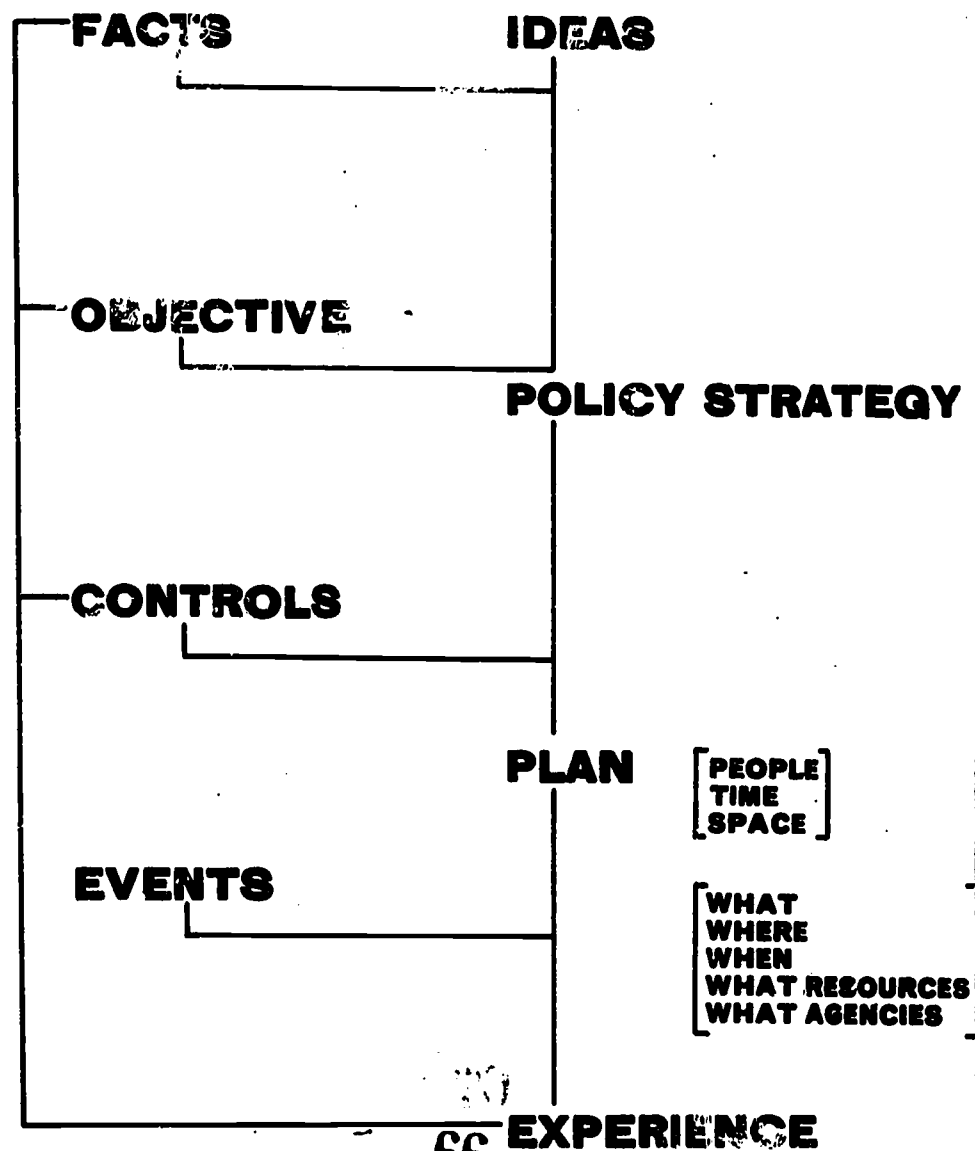 FACTS IDEAS
OBJECTIVE
POLICY STRATEGY
CONTROLS
PLAN
PEOPLE
TIME
SPACE
EVENTS
WHAT
WHERE
WHEN
WHAT RESOURCES
WHAT AGENCIES
EXPERIENCE